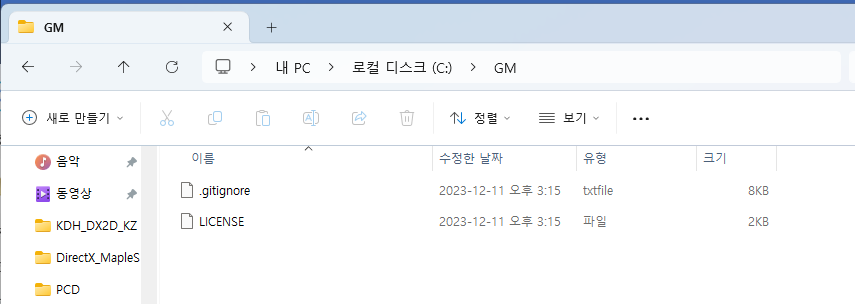 GM
내 PC > 로컬 디스크 (C:) > GM
새로 만들기 정렬 보기 ...
이름 수정한 날짜 유형 크기
음악
.gitignore 2023-12-11 오후 3:15 txtfile 8KB
동영상
LICENSE 2023-12-11 오후 3:15 파일 2KB
KDH_DX2D_KZ
DirectX_MapleS
PCD